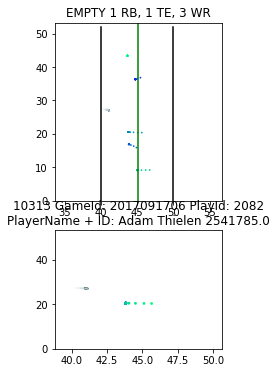 EMPTY 1 RB, 1 TE, 3 WR
50
40
30
20
10
0
35 40 45 50 55
10313 GameId: 2017091706 PlayId: 2082
PlayerName + ID: Adam Thielen 2541785.0
40
20
0
40.0 42.5 45.0 47.5 50.0